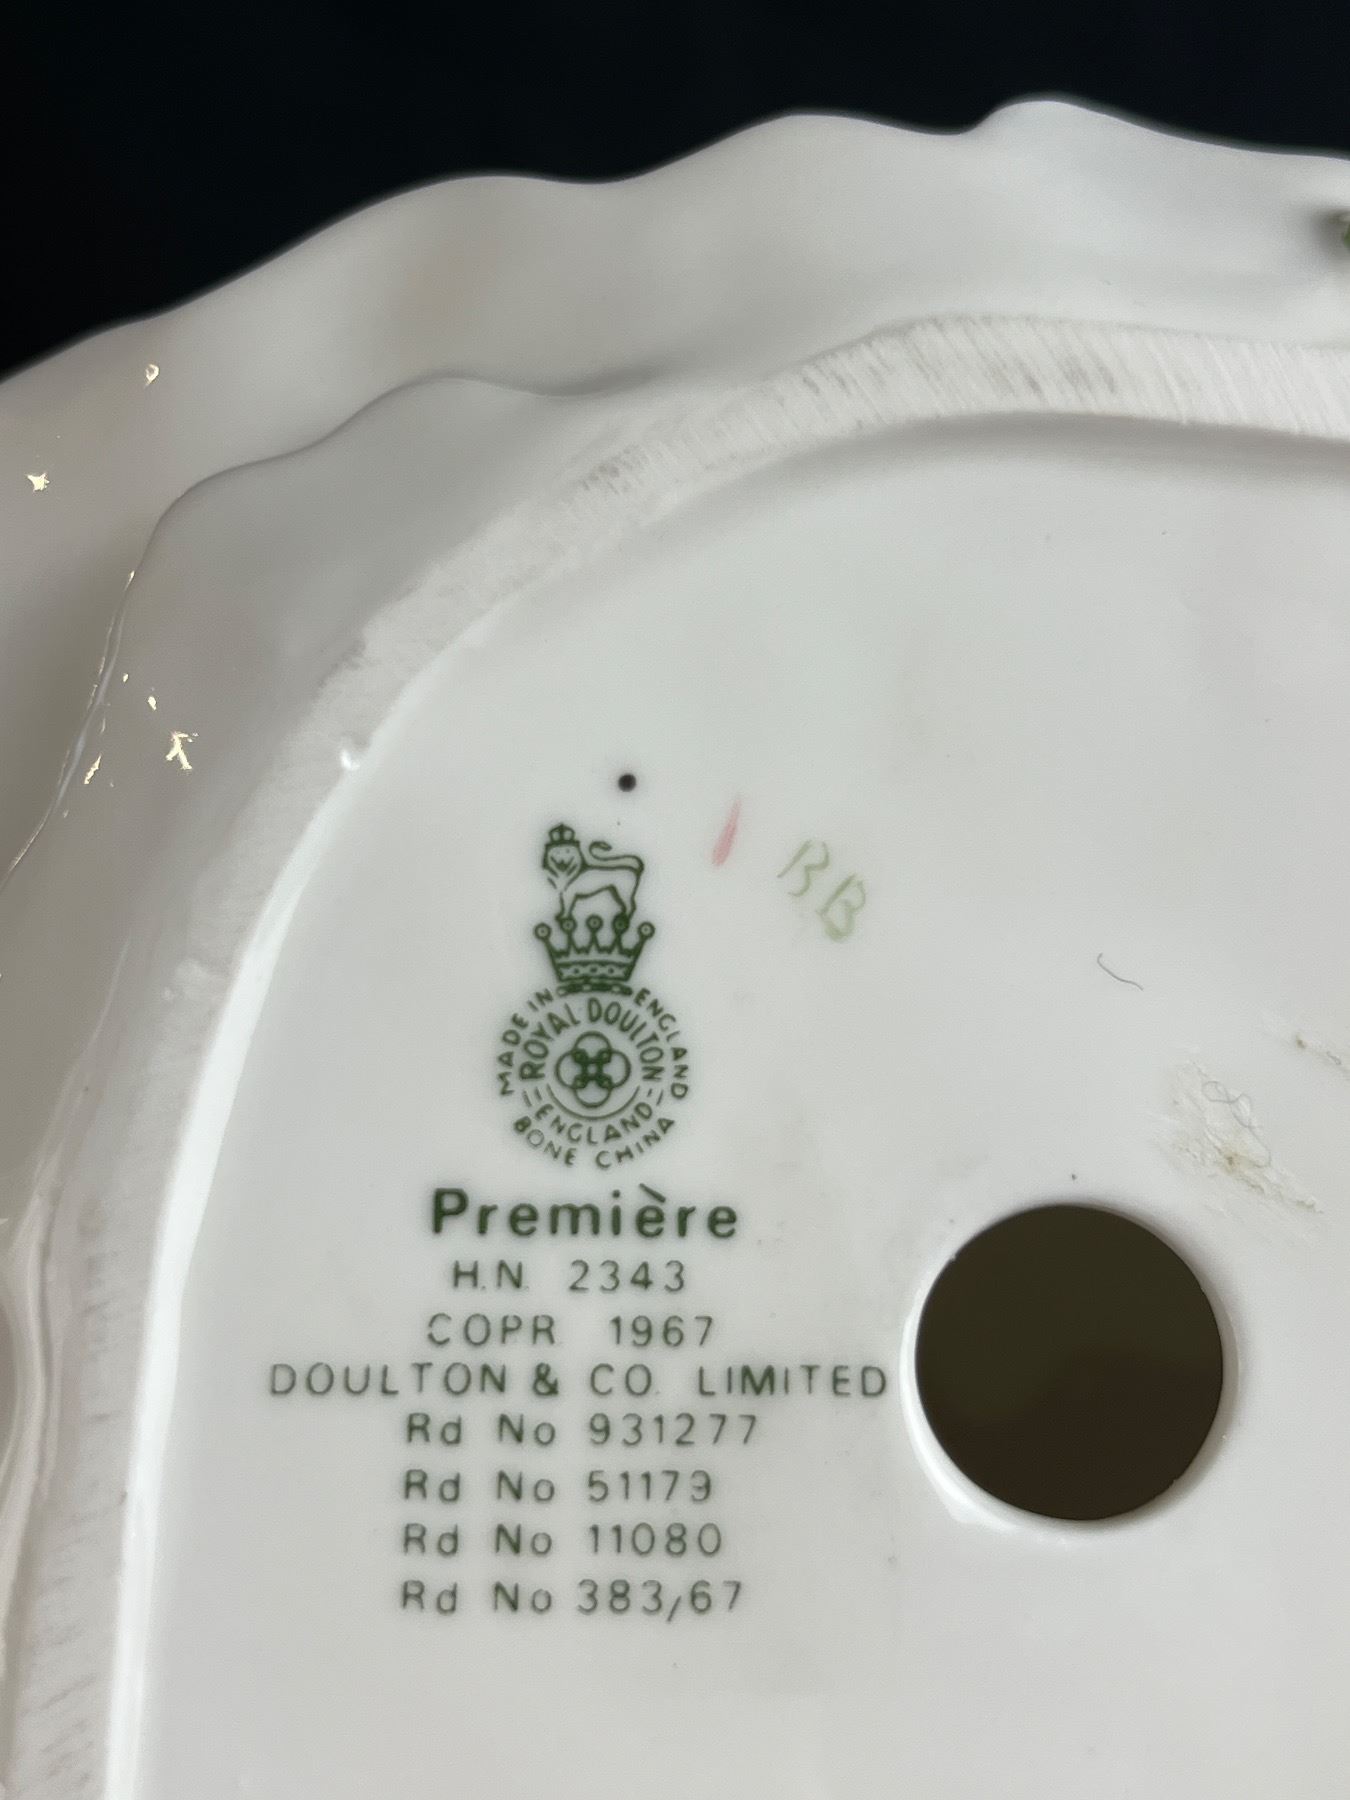 BB
MADE IN ENGLAND
ROYAL DOULTON
ENGLAND
BONE CHINA
Première
H.N. 2343
COPR 1967
DOULTON & CO. LIMITED
Rd No 931277
Rd No 51179
Rd No 11080
Rd No 383/67